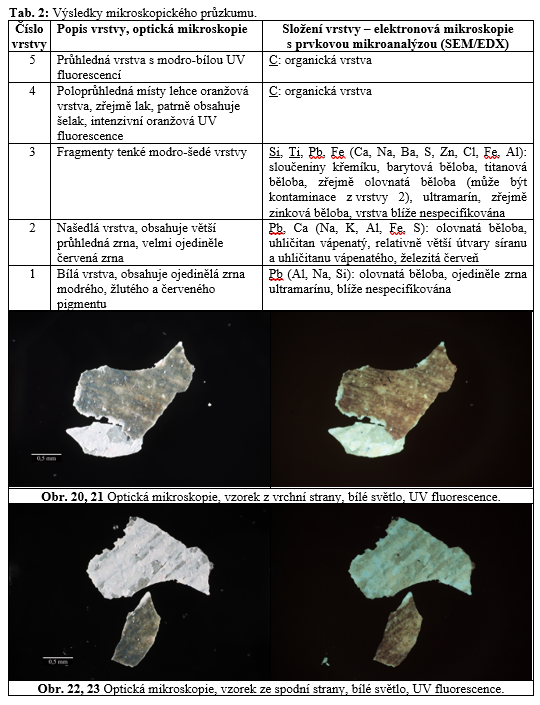 Tab. 2: Výsledky mikroskopického průzkumu.
Číslo vrstvy
Popis vrstvy, optická mikroskopie
Složení vrstvy – elektronová mikroskopie
s prvkovou mikroanalýzou (SEM/EDX)
5
Průhledná vrstva s modro-bílou UV
fluorescencí
C: organická vrstva
4
Poloprůhledná místy lehce oranžová
vrstva, zřejmě lak, patrně obsahuje
šelak, intenzivní oranžová UV
fluorescence
C: organická vrstva
3
Fragmenty tenké modro-šedé vrstvy
Si, Ti, Pb, Fe (Ca, Na, Ba, S, Zn, Cl, Fe, Al):
sloučeniny křemíku, barytová běloba, titanová
běloba, zřejmě olovnatá běloba (může být
kontaminace z vrstvy 2), ultramarín, zřejmě
zinková běloba, vrstva blíže nespecifikována
2
Našedlá vrstva, obsahuje větší
průhledná zrna, velmi ojediněle
červená zrna
Pb, Ca (Na, K, Al, Fe, S): olovnatá běloba,
uhličitan vápenatý, relativně větší útvary síranu
a uhličitanu vápenatého, železitá červeň
1
Bílá vrstva, obsahuje ojedinělá zrna
modrého, žlutého a červeného
pigmentu
Pb (Al, Na, Si): olovnatá běloba, ojediněle zrna
ultramarínu, blíže nespecifikována
0,5 mm
Obr. 20, 21 Optická mikroskopie, vzorek z vrchní strany, bílé světlo, UV fluorescence.
0,5 mm
Obr. 22, 23 Optická mikroskopie, vzorek ze spodní strany, bílé světlo, UV fluorescence.